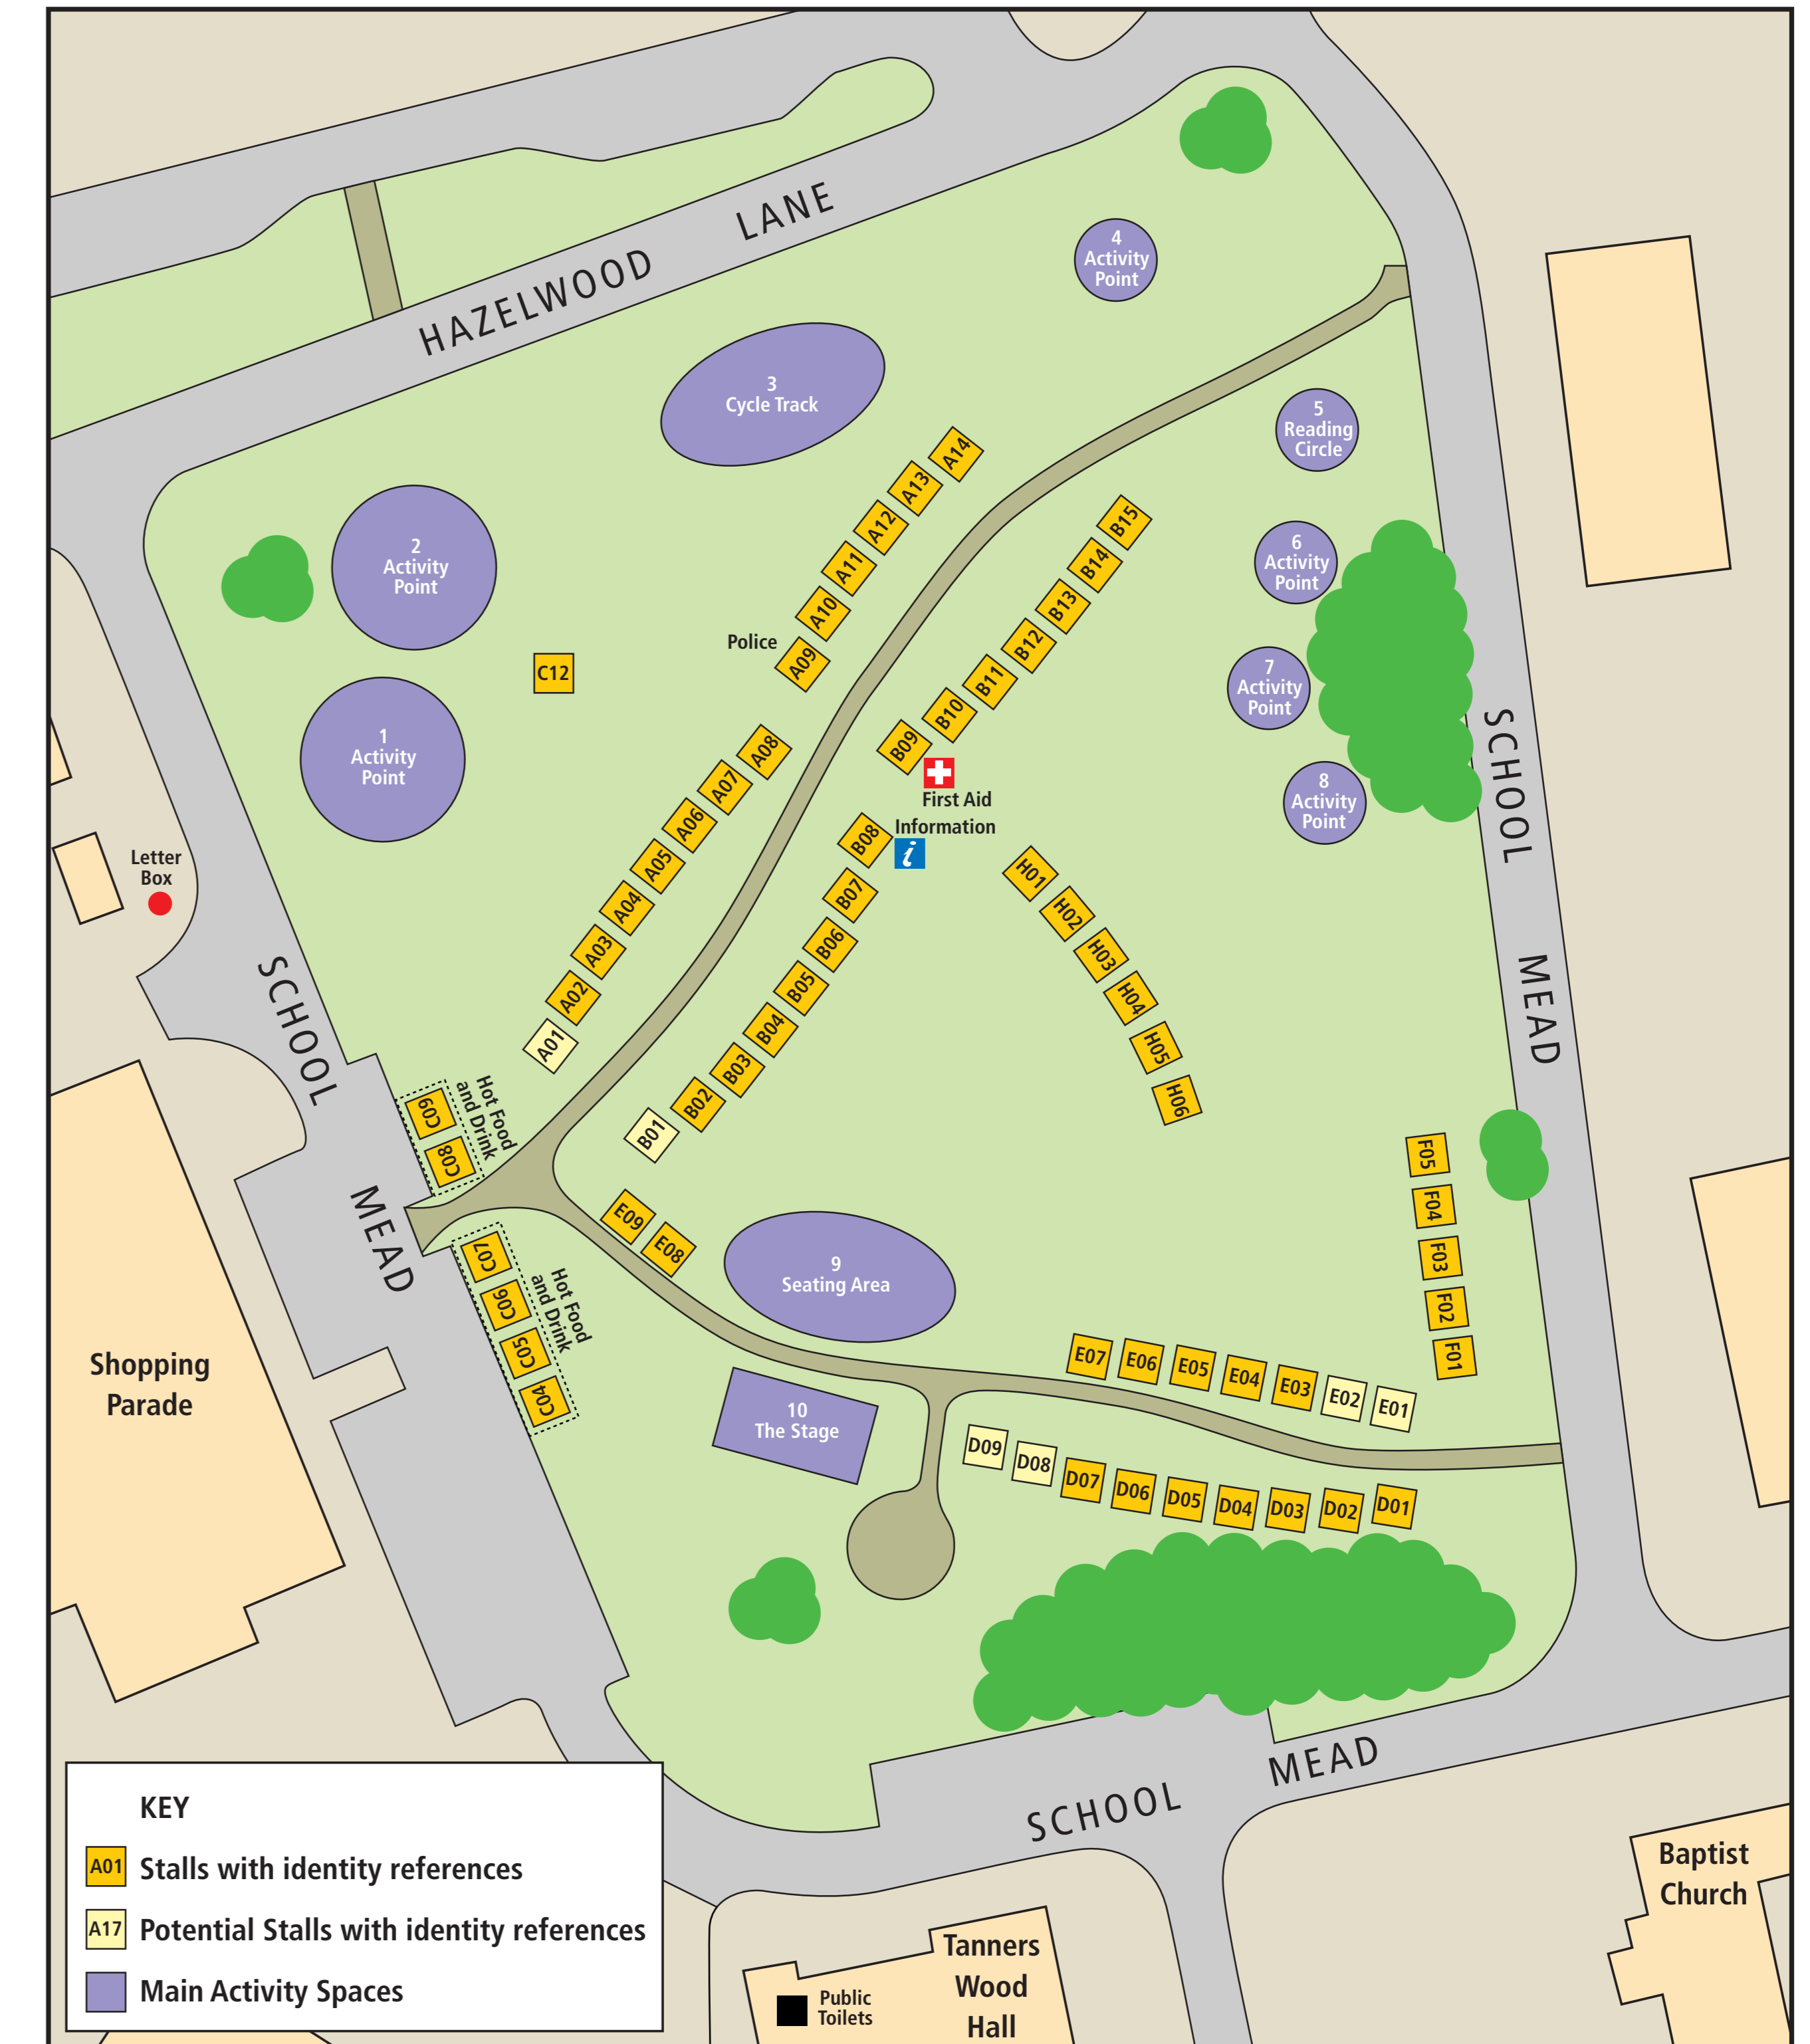 HAZELWOOD LANE
4
Activity
Point
3
Cycle Track
5
Reading
Circle
2
Activity
Point
6
Activity
Point
7
Activity
Point
8
Activity
Point
1
Activity
Point
C12
Police
A14
A13
A12
A11
A10
A09
A08
A07
A06
A05
A04
A03
A02
A01
B15
B14
B13
B12
B11
B10
B09
First Aid
Information
i
B08
B07
B06
B05
B04
B03
B02
B01
H01
H02
H03
H04
H05
H06
Letter
Box
SCHOOL MEAD
SCHOOL MEAD
C09
C08
Hot Food
and Drink
C07
C06
C05
C04
Hot Food
and Drink
E09
E08
9
Seating Area
F05
F04
F03
F02
F01
E07
E06
E05
E04
E03
E02
E01
10
The Stage
D09
D08
D07
D06
D05
D04
D03
D02
D01
Shopping
Parade
SCHOOL MEAD
KEY
A01 Stalls with identity references
A17 Potential Stalls with identity references
Main Activity Spaces
Public
Toilets
Tanners
Wood
Hall
Baptist
Church